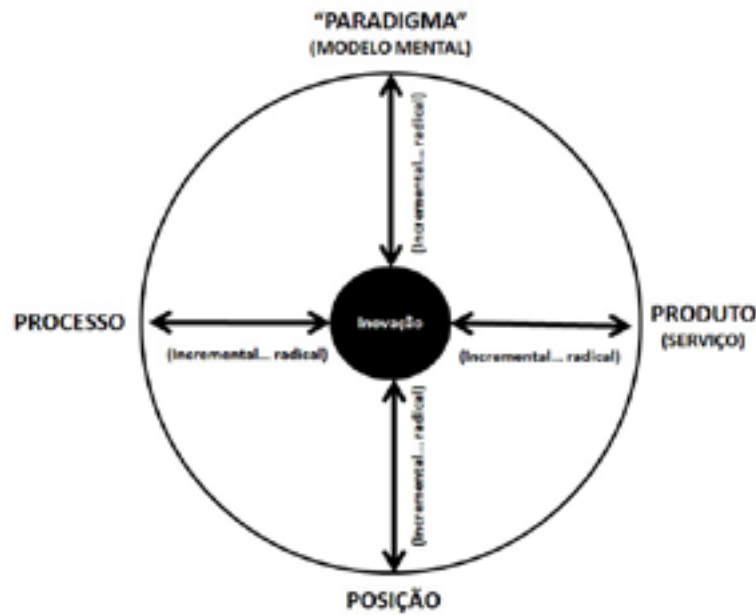 “PARADIGMA”
(MODELO MENTAL)
(Incremental... radical)
PROCESSO
Inovação
PRODUTO
(SERVIÇO)
(Incremental... radical)
(Incremental... radical)
(Incremental... radical)
POSIÇÃO